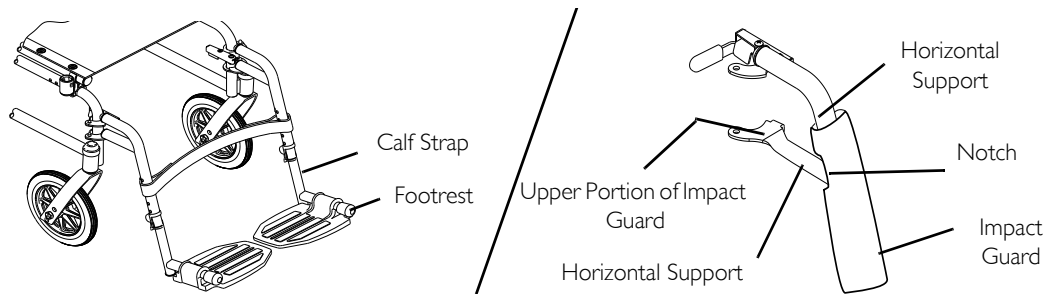 Calf Strap
Footrest
Horizontal
Support
Notch
Upper Portion of Impact
Guard
Impact
Guard
Horizontal Support